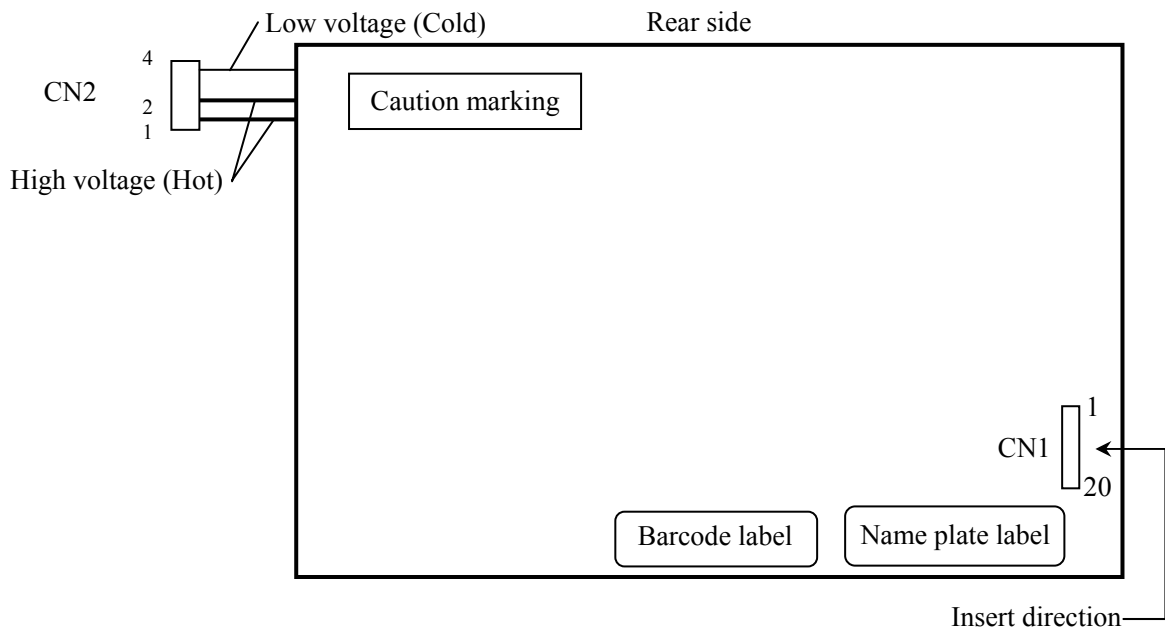 Low voltage (Cold)
Rear side
4
CN2
2
1
Caution marking
High voltage (Hot)
1
CN1
20
Barcode label
Name plate label
Insert direction